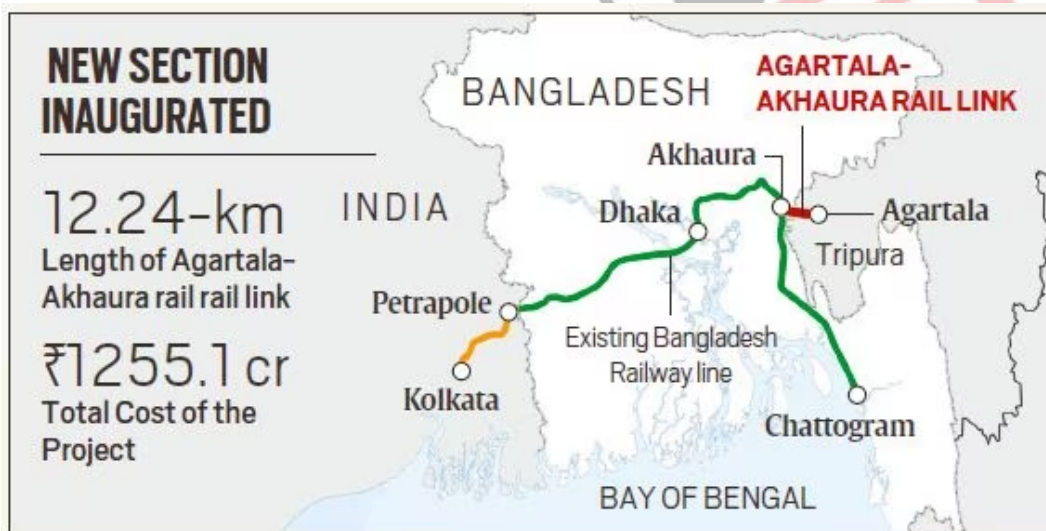 NEW SECTION
INAUGURATED
12.24-km
Length of Agartala-
Akhaura rail rail link
₹1255.1 cr
Total Cost of the
Project
BANGLADESH
AGARTALA-
AKHAURA RAIL LINK
Akhaura
INDIA
Dhaka
Agartala
Tripura
Petrapole
Existing Bangladesh
Railway line
Kolkata
Chattogram
BAY OF BENGAL